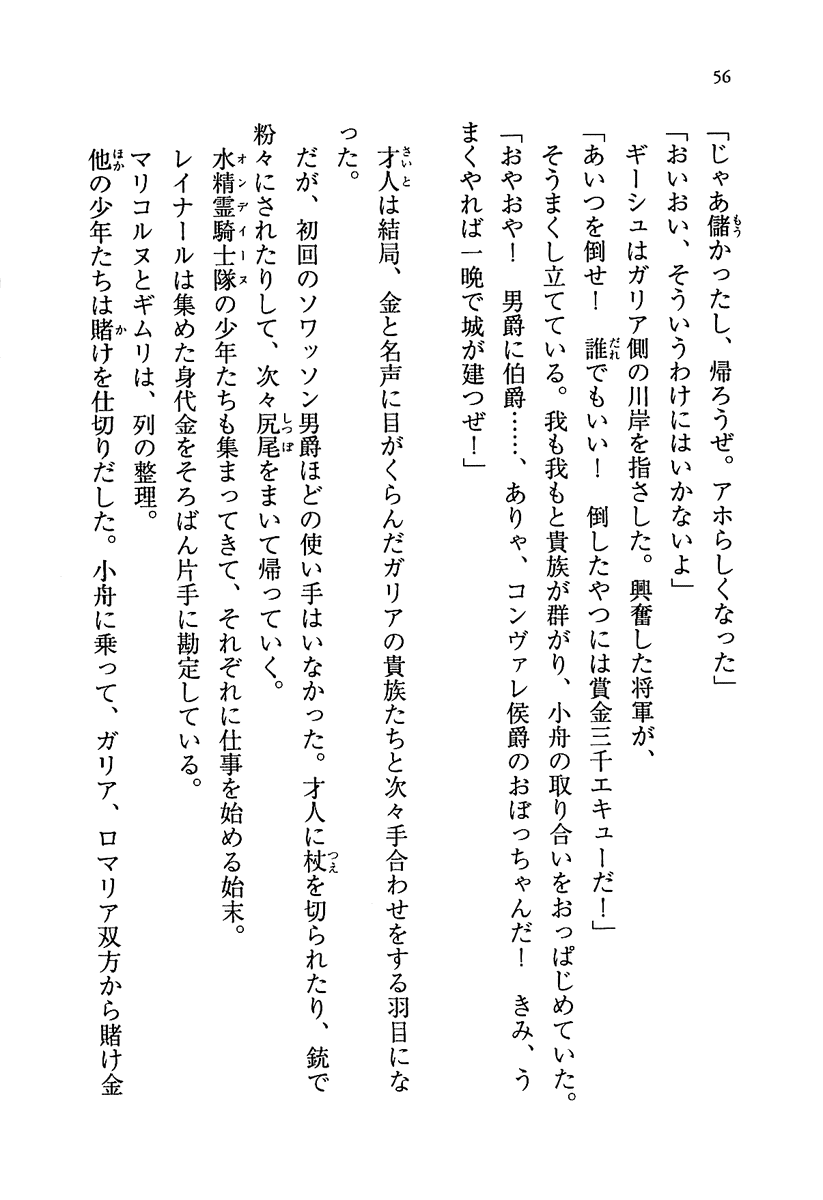 56
「じゃあ儲かったし、帰ろうぜ。アホらしくなった」
「おいおい、そういうわけにはいかないよ」
ギーシュはガリア側の川岸を指さした。興奮した将軍が、
「あいつを倒せ！　誰でもいい！　倒したやつには賞金三千エキューだ！」
そうまくし立てている。我も我もと貴族が群がり、小舟の取り合いをおっぱじめていた。
「おやおや！　男爵に伯爵……、ありゃ、コンヴァレ侯爵のおぼっちゃんだ！　きみ、う
まくやれば一晩で城が建つぜ！」
才人は結局、金と名声に目がくらんだガリアの貴族たちと次々手合わせをする羽目にな
った。
だが、初回のソワッソン男爵ほどの使い手はいなかった。才人に杖を切られたり、銃で
粉々にされたりして、次々尻尾をまいて帰っていく。
水精霊騎士隊の少年たちも集まってきて、それぞれに仕事を始める始末。
レイナールは集めた身代金をそろばん片手に勘定している。
マリコルヌとギムリは、列の整理。
他の少年たちは賭けを仕切りだした。小舟に乗って、ガリア、ロマリア双方から賭け金